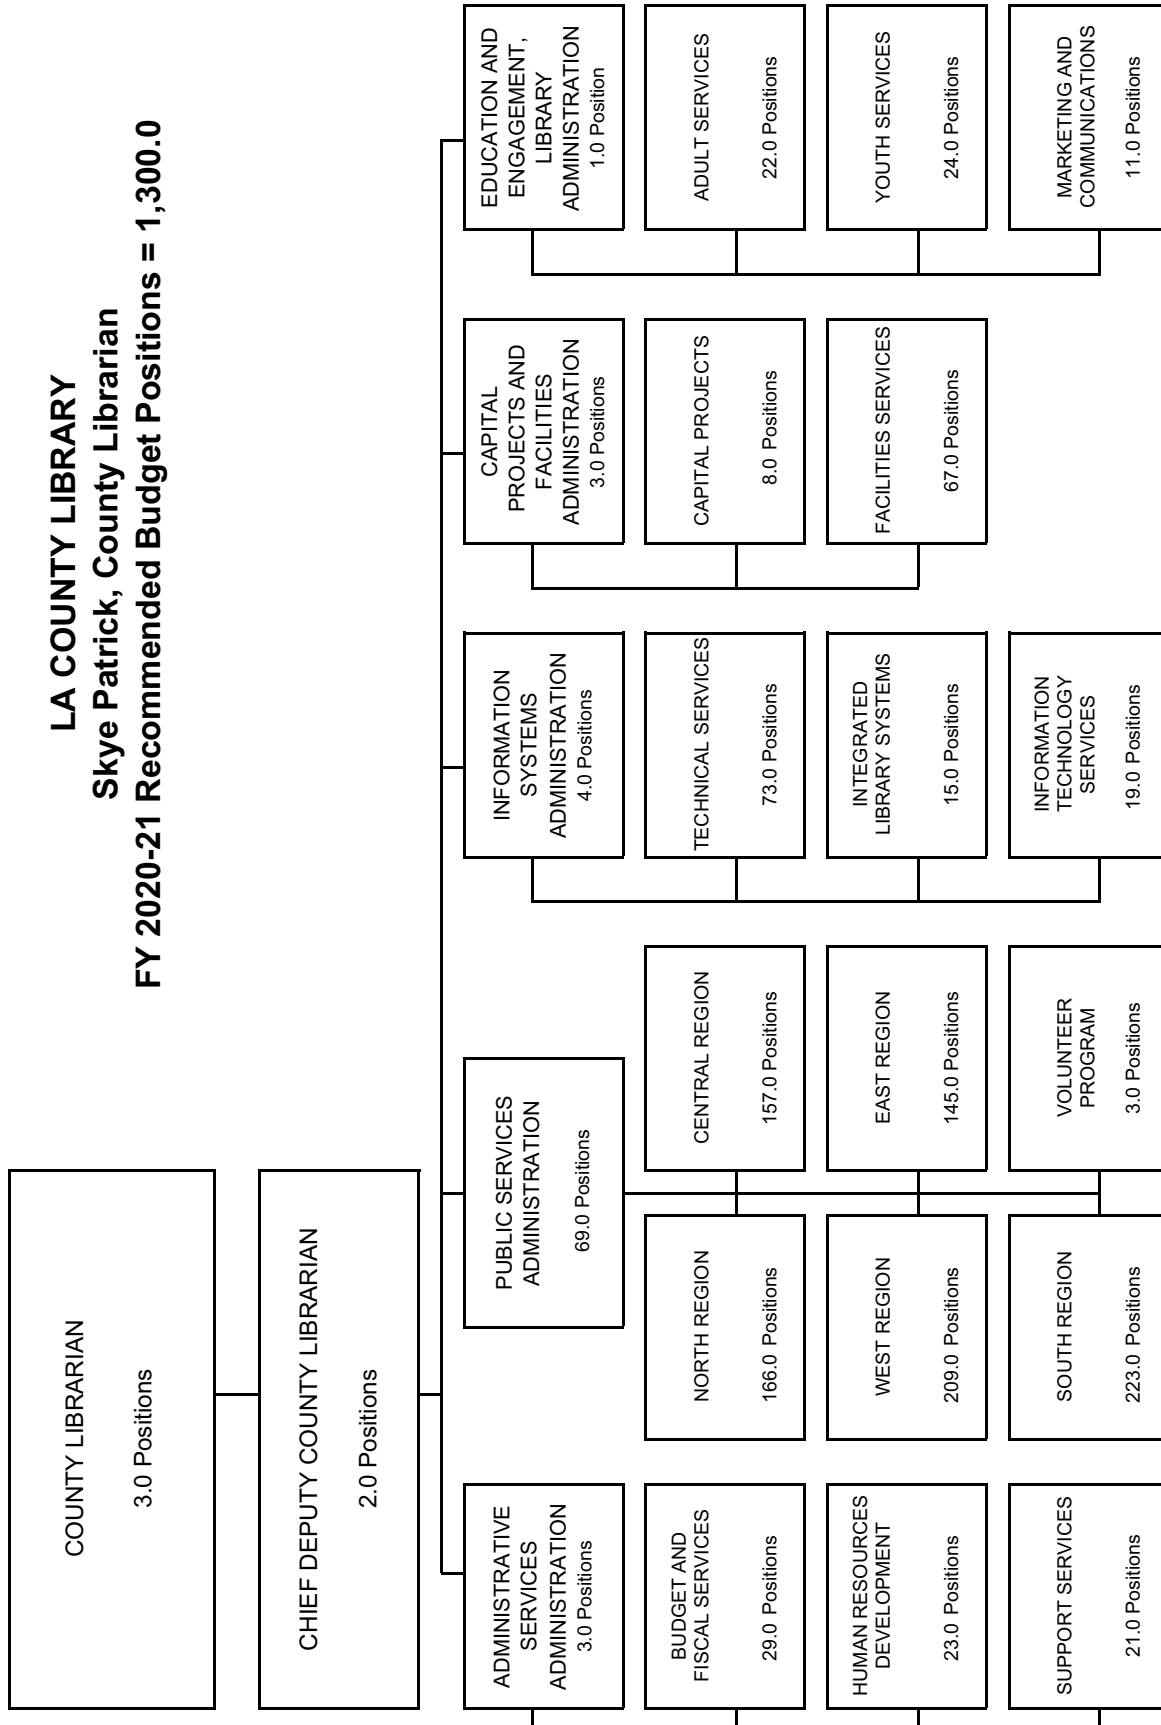 LA COUNTY LIBRARY
Skye Patrick, County Librarian
FY 2020-21 Recommended Budget Positions = 1,300.0
COUNTY LIBRARIAN
3.0 Positions
CHIEF DEPUTY COUNTY LIBRARIAN
2.0 Positions
ADMINISTRATIVE
SERVICES
ADMINISTRATION
3.0 Positions
BUDGET AND
FISCAL SERVICES
29.0 Positions
HUMAN RESOURCES
DEVELOPMENT
23.0 Positions
SUPPORT SERVICES
21.0 Positions
PUBLIC SERVICES
ADMINISTRATION
69.0 Positions
NORTH REGION
166.0 Positions
CENTRAL REGION
157.0 Positions
WEST REGION
209.0 Positions
EAST REGION
145.0 Positions
SOUTH REGION
223.0 Positions
VOLUNTEER
PROGRAM
3.0 Positions
INFORMATION
SYSTEMS
ADMINISTRATION
4.0 Positions
TECHNICAL SERVICES
73.0 Positions
INTEGRATED
LIBRARY SYSTEMS
15.0 Positions
INFORMATION
TECHNOLOGY
SERVICES
19.0 Positions
CAPITAL
PROJECTS AND
FACILITIES
ADMINISTRATION
3.0 Positions
CAPITAL PROJECTS
8.0 Positions
FACILITIES SERVICES
67.0 Positions
EDUCATION AND
ENGAGEMENT,
LIBRARY
ADMINISTRATION
1.0 Position
ADULT SERVICES
22.0 Positions
YOUTH SERVICES
24.0 Positions
MARKETING AND
COMMUNICATIONS
11.0 Positions